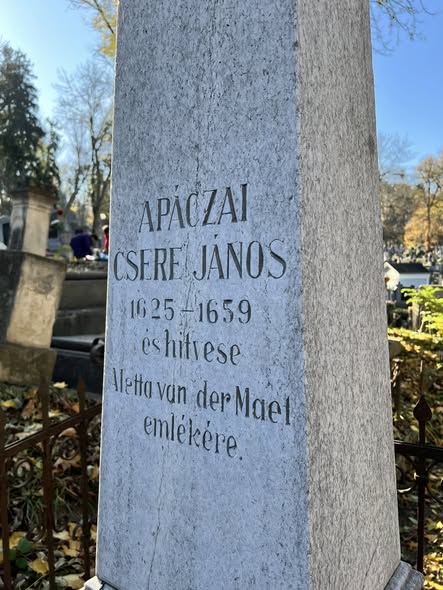 APÁCZAI
CSERE JÁNOS
1625-1659
és hitvese
Aletta van der Maet
emlékére.